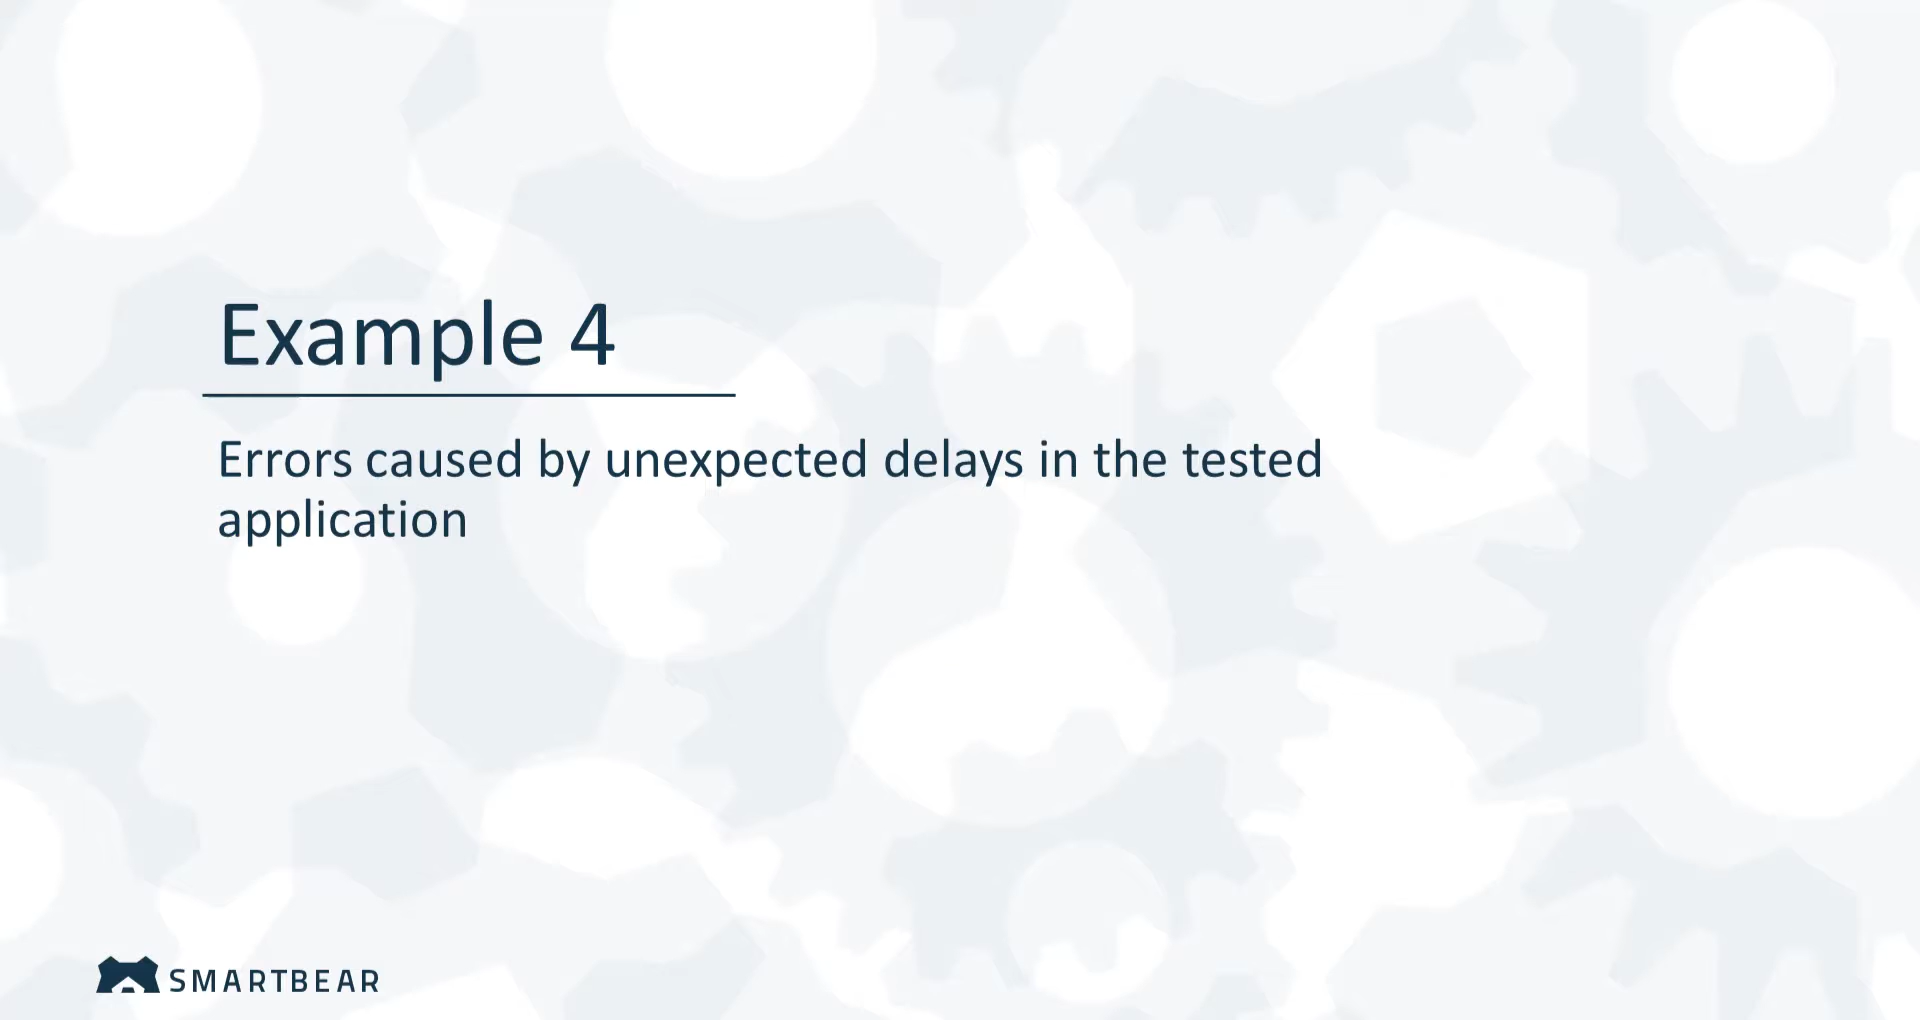 Example 4
Errors caused by unexpected delays in the tested
application
SMARTBEAR